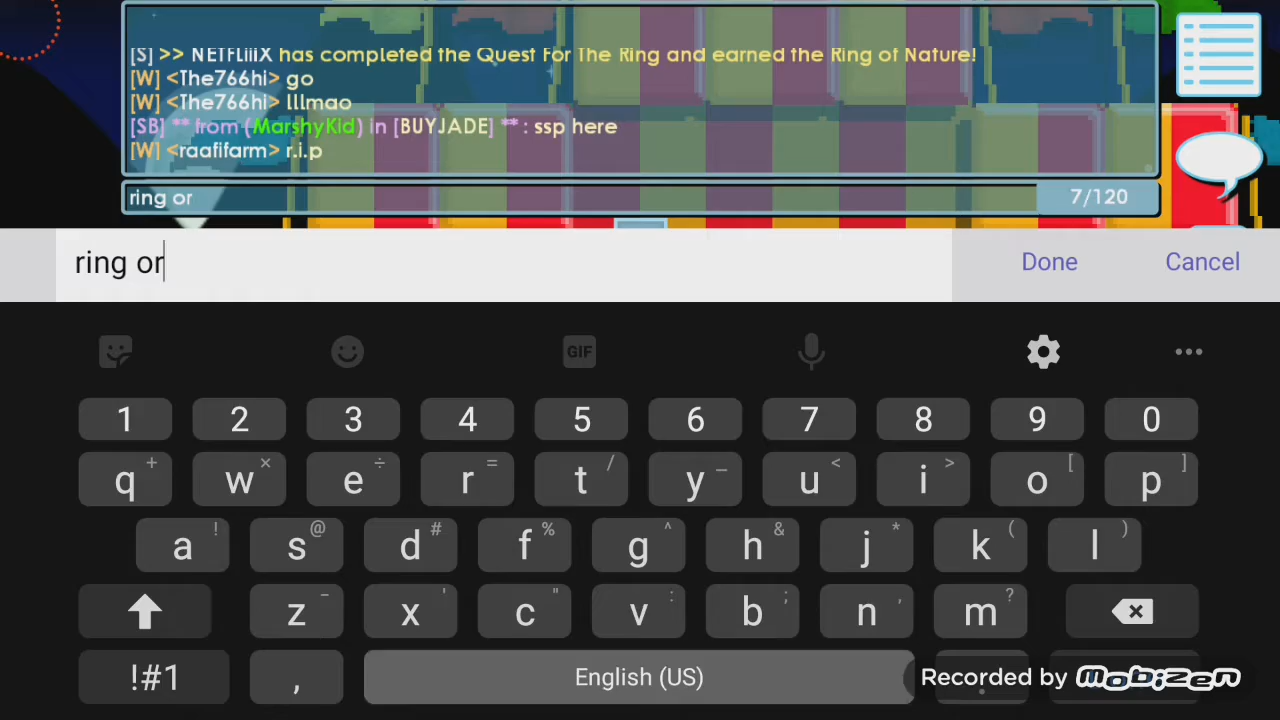 [S] >> NETFLiiiX has completed the Quest For The Ring and earned the Ring of Nature!
[W] <The766hi> go
[W] <The766hi> lllmao
[SB] ** from (MarshyKid) in [BUYJADE] ** : ssp here
[W] <raafifarm> r.i.p
ring or 7/120
ring or Done Cancel
GIF
1 2 3 4 5 6 7 8 9 0
q + w × e ÷ r = t / y _ u < i > o [ p ]
a ! s @ d # f % g ^ h & j * k ( l )
z - x ' c " v : b ; n , m ?
!#1 , English (US) . Recorded by Mobizen